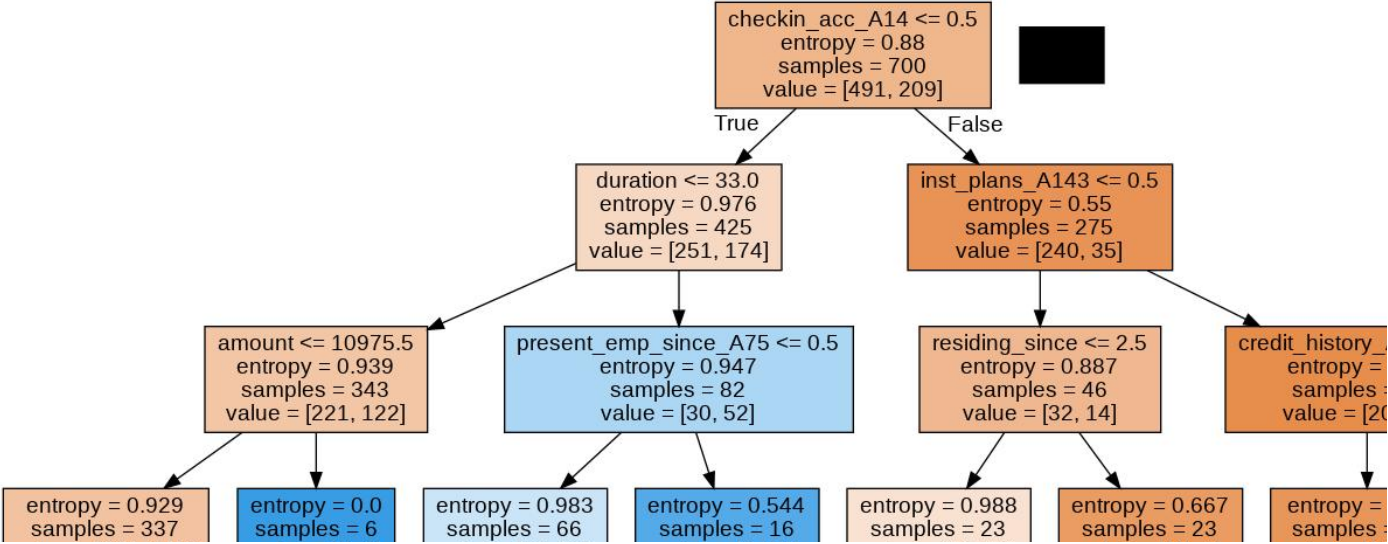 checkin_acc_A14 <= 0.5
entropy = 0.88
samples = 700
value = [491, 209]
True
False
duration <= 33.0
entropy = 0.976
samples = 425
value = [251, 174]
inst_plans_A143 <= 0.5
entropy = 0.55
samples = 275
value = [240, 35]
amount <= 10975.5
entropy = 0.939
samples = 343
value = [221, 122]
present_emp_since_A75 <= 0.5
entropy = 0.947
samples = 82
value = [30, 52]
residing_since <= 2.5
entropy = 0.887
samples = 46
value = [32, 14]
credit_history_
entropy =
samples
value = [20
entropy = 0.929
samples = 337
entropy = 0.0
samples = 6
entropy = 0.983
samples = 66
entropy = 0.544
samples = 16
entropy = 0.988
samples = 23
entropy = 0.667
samples = 23
entropy =
samples